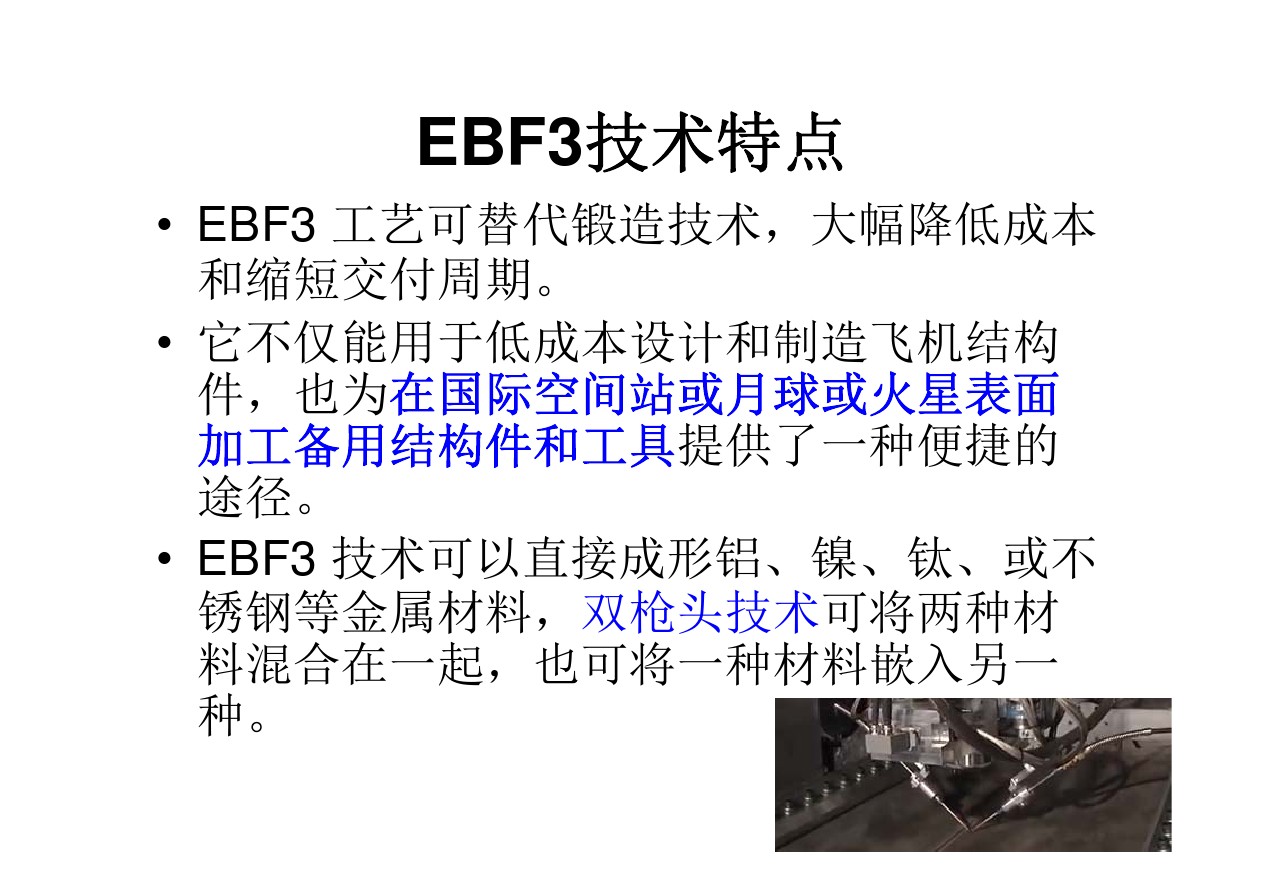 EBF3技术特点
• EBF3 工艺可替代锻造技术，大幅降低成本
和缩短交付周期。
• 它不仅能用于低成本设计和制造飞机结构
件，也为在国际空间站或月球或火星表面
加工备用结构件和工具提供了一种便捷的
途径。
• EBF3 技术可以直接成形铝、镍、钛、或不
锈钢等金属材料，双枪头技术可将两种材
料混合在一起，也可将一种材料嵌入另一
种。